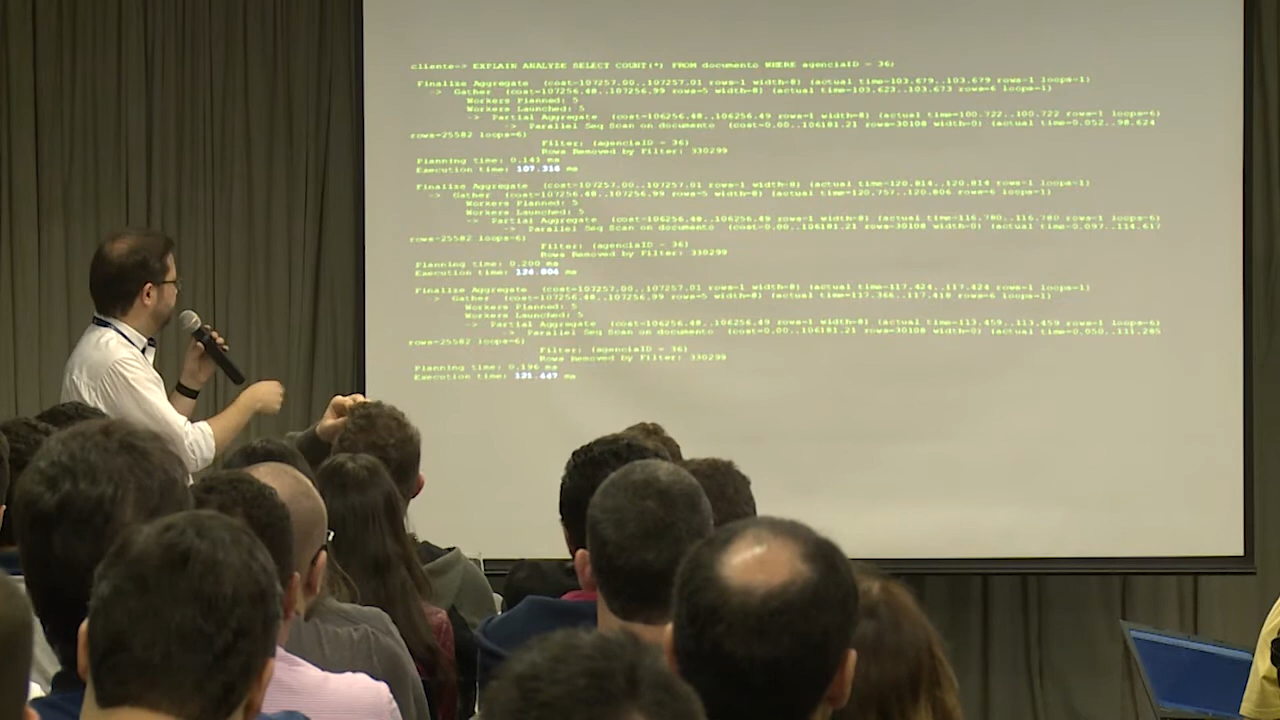 cliente=> EXPLAIN ANALYZE SELECT COUNT(*) FROM documento WHERE agenciaID = 36;
Finalize Aggregate (cost=107257.00..107257.01 rows=1 width=8) (actual time=103.679..103.679 rows=1 loops=1)
-> Gather (cost=107256.48..107256.99 rows=5 width=8) (actual time=103.623..103.673 rows=6 loops=1)
Workers Planned: 5
Workers Launched: 5
-> Partial Aggregate (cost=106256.48..106256.49 rows=1 width=8) (actual time=100.722..100.722 rows=1 loops=6)
-> Parallel Seq Scan on documento (cost=0.00..106181.21 rows=30108 width=0) (actual time=0.052..98.624
rows=25582 loops=6)
Filter: (agenciaID = 36)
Rows Removed by Filter: 330299
Planning time: 0.143 ms
Execution time: 107.316 ms
Finalize Aggregate (cost=107257.00..107257.01 rows=1 width=8) (actual time=120.814..120.814 rows=1 loops=1)
-> Gather (cost=107256.48..107256.99 rows=5 width=8) (actual time=120.757..120.806 rows=6 loops=1)
Workers Planned: 5
Workers Launched: 5
-> Partial Aggregate (cost=106256.48..106256.49 rows=1 width=8) (actual time=116.780..116.780 rows=1 loops=6)
-> Parallel Seq Scan on documento (cost=0.00..106181.21 rows=30108 width=0) (actual time=0.097..114.617
rows=25582 loops=6)
Filter: (agenciaID = 36)
Rows Removed by Filter: 330299
Planning time: 0.200 ms
Execution time: ms
Finalize Aggregate (cost=107257.00..107257.01 rows=1 width=8) (actual time=117.424..117.424 rows=1 loops=1)
-> Gather (cost=107256.48..107256.99 rows=5 width=8) (actual time=117.366..117.418 rows=6 loops=1)
Workers Planned: 5
Workers Launched: 5
-> Partial Aggregate (cost=106256.48..106256.49 rows=1 width=8) (actual time=113.459..113.459 rows=1 loops=6)
-> Parallel Seq Scan on documento (cost=0.00..106181.21 rows=30108 width=0) (actual time=0.050..111.285
rows=25582 loops=6)
Filter: (agenciaID = 36)
Rows Removed by Filter: 330299
Planning time: 0.196 ms
Execution time: ms